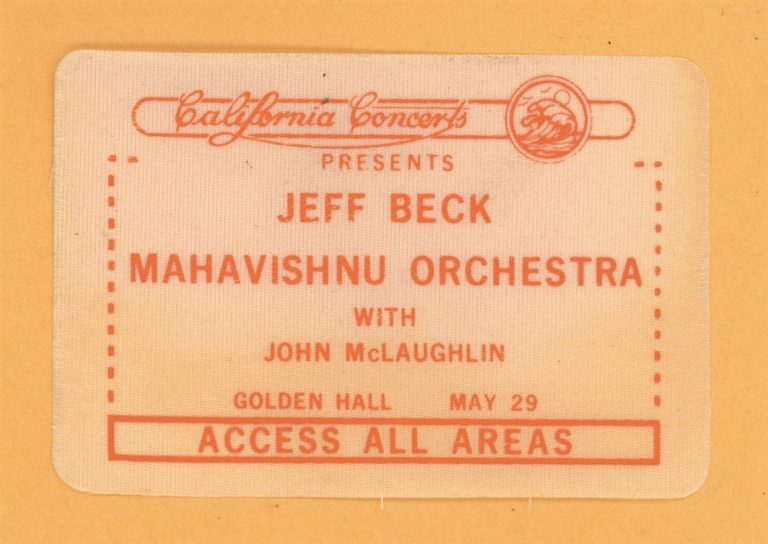 California Concerts
PRESENTS
JEFF BECK
MAHAVISHNU ORCHESTRA
WITH
JOHN McLAUGHLIN
GOLDEN HALL MAY 29
ACCESS ALL AREAS